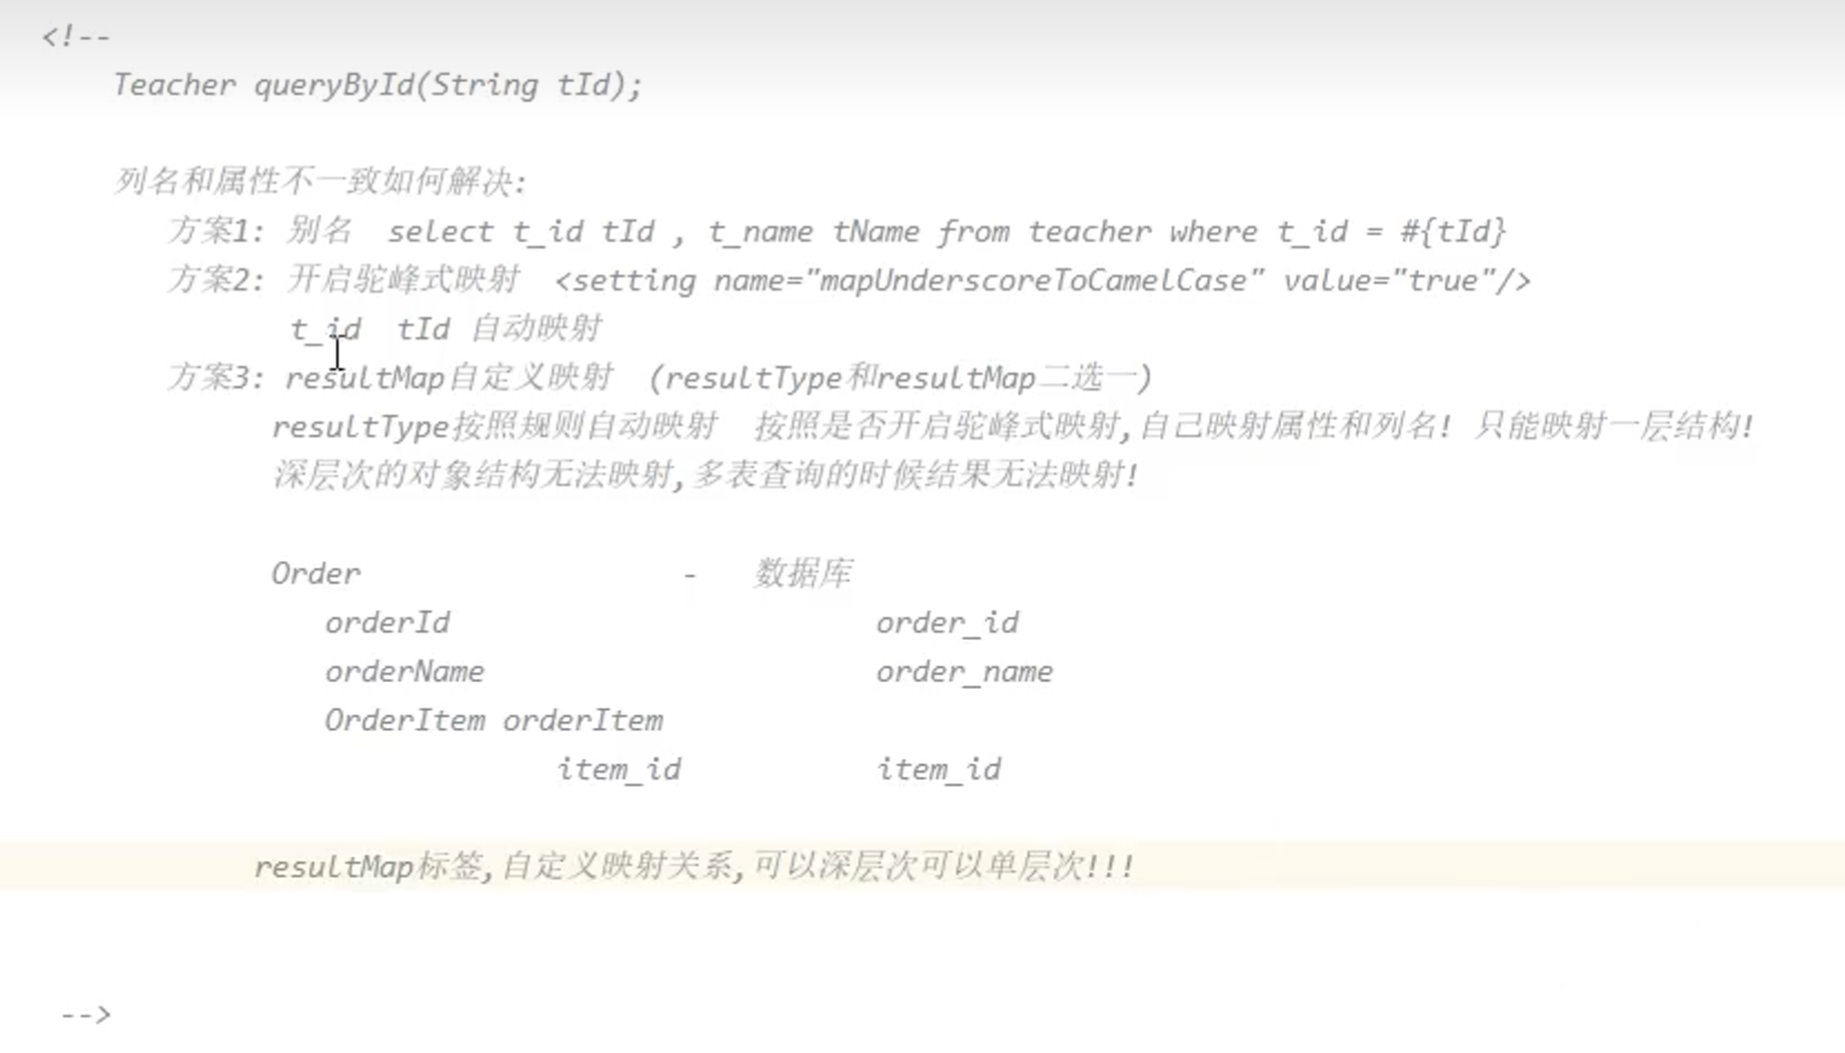 <!--
Teacher queryById(String tId);
列名和属性不一致如何解决:
方案1: 别名 select t_id tId , t_name tName from teacher where t_id = #{tId}
方案2: 开启驼峰式映射 <setting name="mapUnderscoreToCamelCase" value="true"/>
t_id tId 自动映射
方案3: resultMap自定义映射 (resultType和resultMap二选一)
resultType按照规则自动映射 按照是否开启驼峰式映射,自己映射属性和列名! 只能映射一层结构!
深层次的对象结构无法映射,多表查询的时候结果无法映射!
Order - 数据库
orderId order_id
orderName order_name
OrderItem orderItem
item_id item_id
resultMap标签,自定义映射关系,可以深层次可以单层次!!!
-->